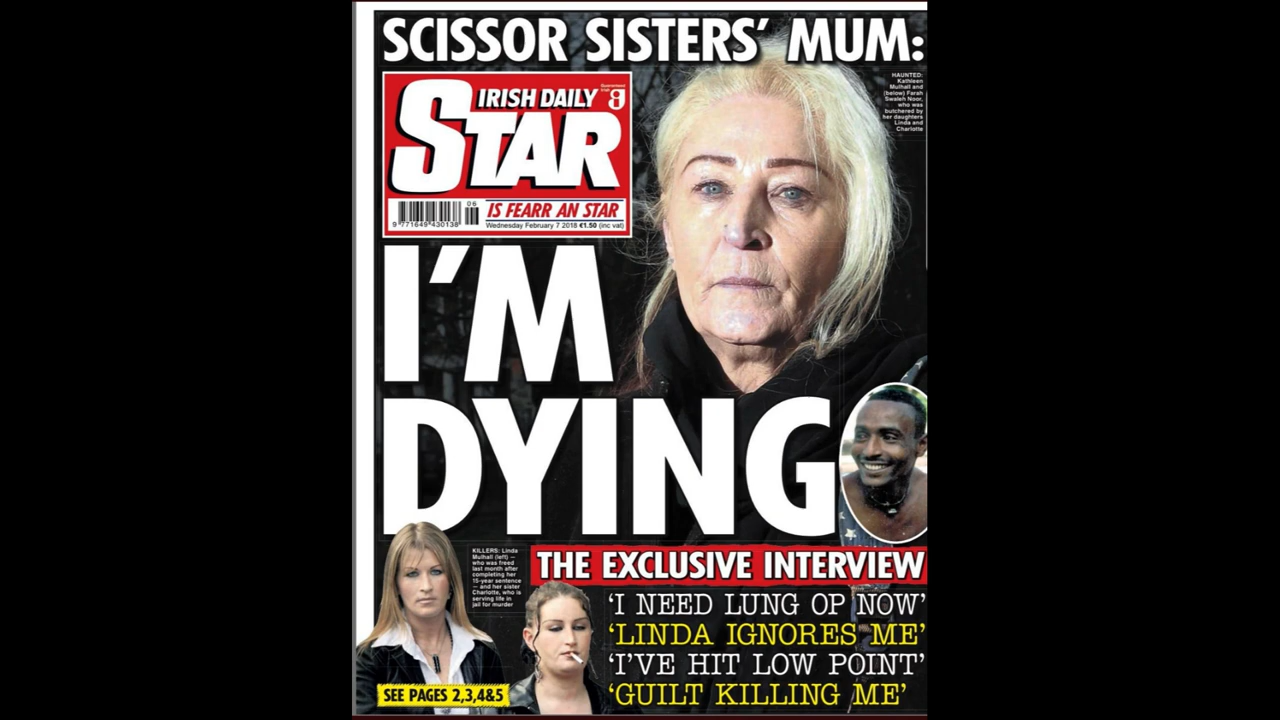 SCISSOR SISTERS' MUM:
HAUNTED:
Kathleen
Mulhall and
(below) Farah
Swaleh Noor,
who was
butchered by
her daughters
Linda and
Charlotte
IRISH DAILY
STAR
IS FEARR AN STAR
06
9 771649 430138
Wednesday February 7 2018 €1.50 (inc vat)
I'M
DYING
KILLERS: Linda
Mulhall (left) —
who was freed
last month after
completing her
15-year sentence
— and her sister
Charlotte, who is
serving life in
jail for murder
THE EXCLUSIVE INTERVIEW
'I NEED LUNG OP NOW'
'LINDA IGNORES ME'
'I'VE HIT LOW POINT'
'GUILT KILLING ME'
SEE PAGES 2,3,4&5